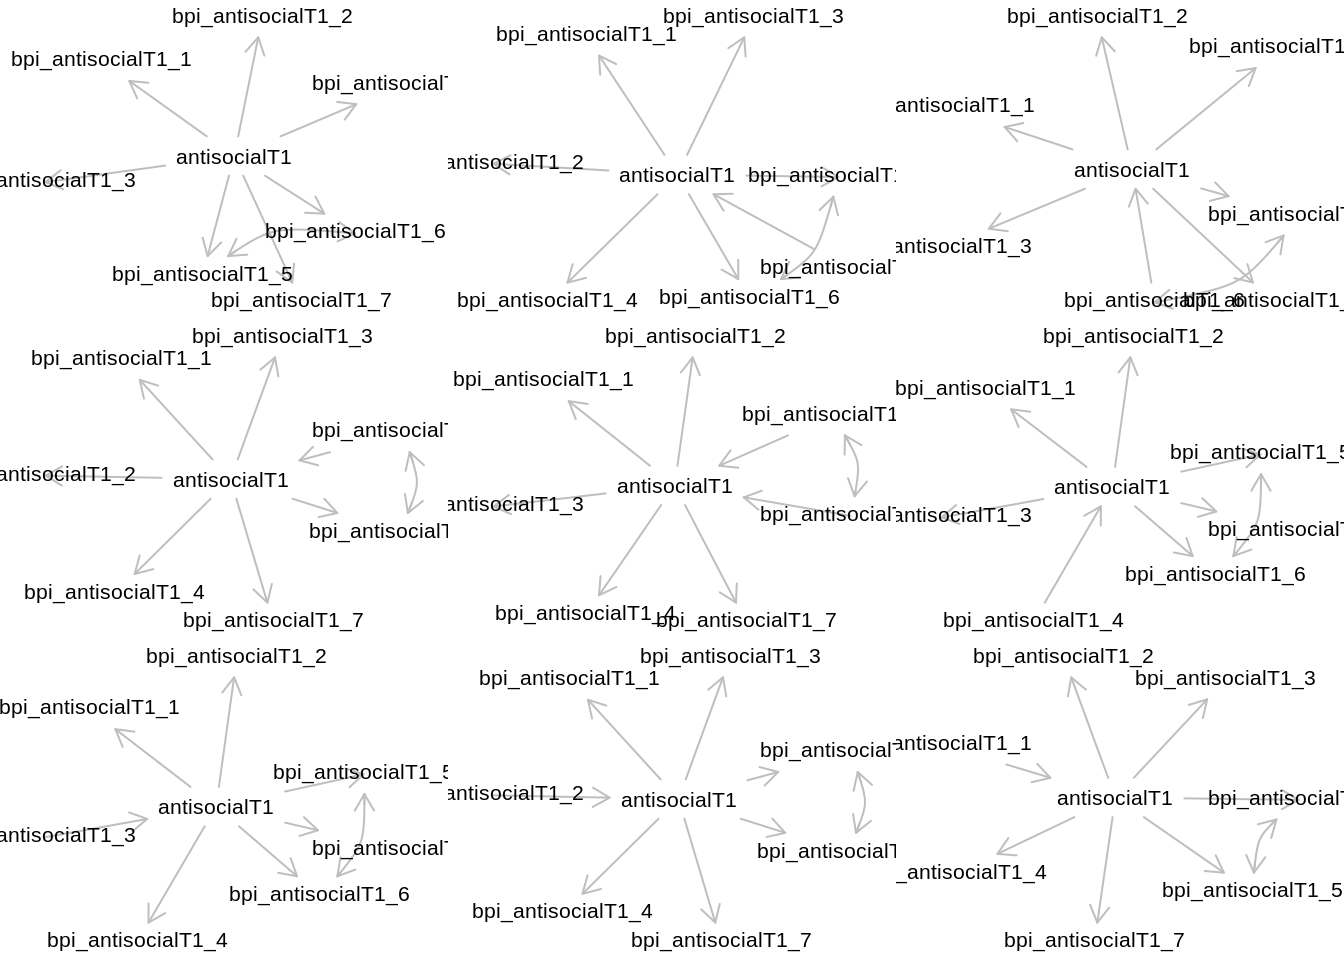 bpi_antisocialT1_2
bpi_antisocialT1_1
bpi_antisocialT
antisocialT1
antisocialT1_3
bpi_antisocialT1_6
bpi_antisocialT1_5
bpi_antisocialT1_7
bpi_antisocialT1_3
bpi_antisocialT1_1
antisocialT1_2
antisocialT1
bpi_antisocialT1
bpi_antisocialT
bpi_antisocialT1_4
bpi_antisocialT1_6
bpi_antisocialT1_2
bpi_antisocialT1
antisocialT1_1
antisocialT1
bpi_antisocialT
antisocialT1_3
bpi_antisocialT1_6
bpi_antisocialT1_
bpi_antisocialT1_3
bpi_antisocialT1_1
bpi_antisocialT
antisocialT1_2
antisocialT1
bpi_antisocialT
bpi_antisocialT1_4
bpi_antisocialT1_7
bpi_antisocialT1_2
bpi_antisocialT1_1
bpi_antisocialT1
antisocialT1
antisocialT1_3
bpi_antisocialT
bpi_antisocialT1_4
bpi_antisocialT1_7
bpi_antisocialT1_2
bpi_antisocialT1_1
bpi_antisocialT1_5
antisocialT1
antisocialT1_3
bpi_antisocialT
bpi_antisocialT1_6
bpi_antisocialT1_4
bpi_antisocialT1_2
bpi_antisocialT1_1
bpi_antisocialT1_5
antisocialT1
antisocialT1_3
bpi_antisocialT
bpi_antisocialT1_6
bpi_antisocialT1_4
bpi_antisocialT1_3
bpi_antisocialT1_1
bpi_antisocialT
antisocialT1_2
antisocialT1
bpi_antisocialT
bpi_antisocialT1_4
bpi_antisocialT1_7
bpi_antisocialT1_2
bpi_antisocialT1_3
antisocialT1_1
antisocialT1
bpi_antisocialT
_antisocialT1_4
bpi_antisocialT1_5
bpi_antisocialT1_7